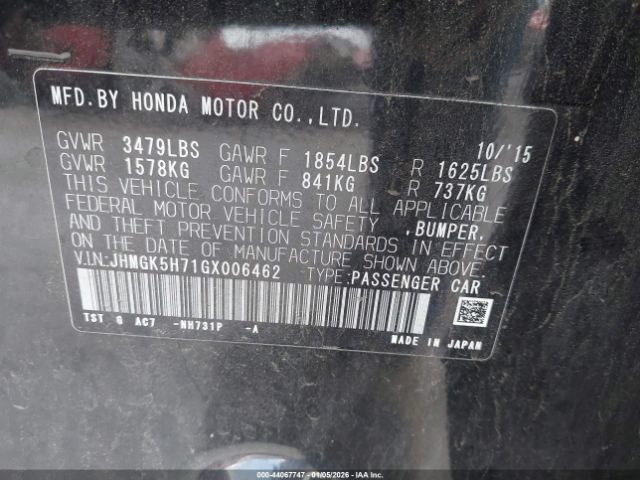 MFD.BY HONDA MOTOR CO.,LTD.
10/'15
GVWR 3479LBS GAWR F 1854LBS R 1625LBS
GVWR 1578KG GAWR F 841KG R 737KG
THIS VEHICLE CONFORMS TO ALL APPLICABLE
FEDERAL MOTOR VEHICLE SAFETY ,BUMPER,
AND THEFT PREVENTION STANDARDS IN EFFECT
ON THE DATE OF MANUFACTURE SHOWN ABOVE.
V.I.N.:JHMGK5H71GX006462 TYPE:PASSENGER CAR
TST G AC7 -NH731P -A
MADE IN JAPAN
000-44067747 - 01/05/2026 - IAAI.COM